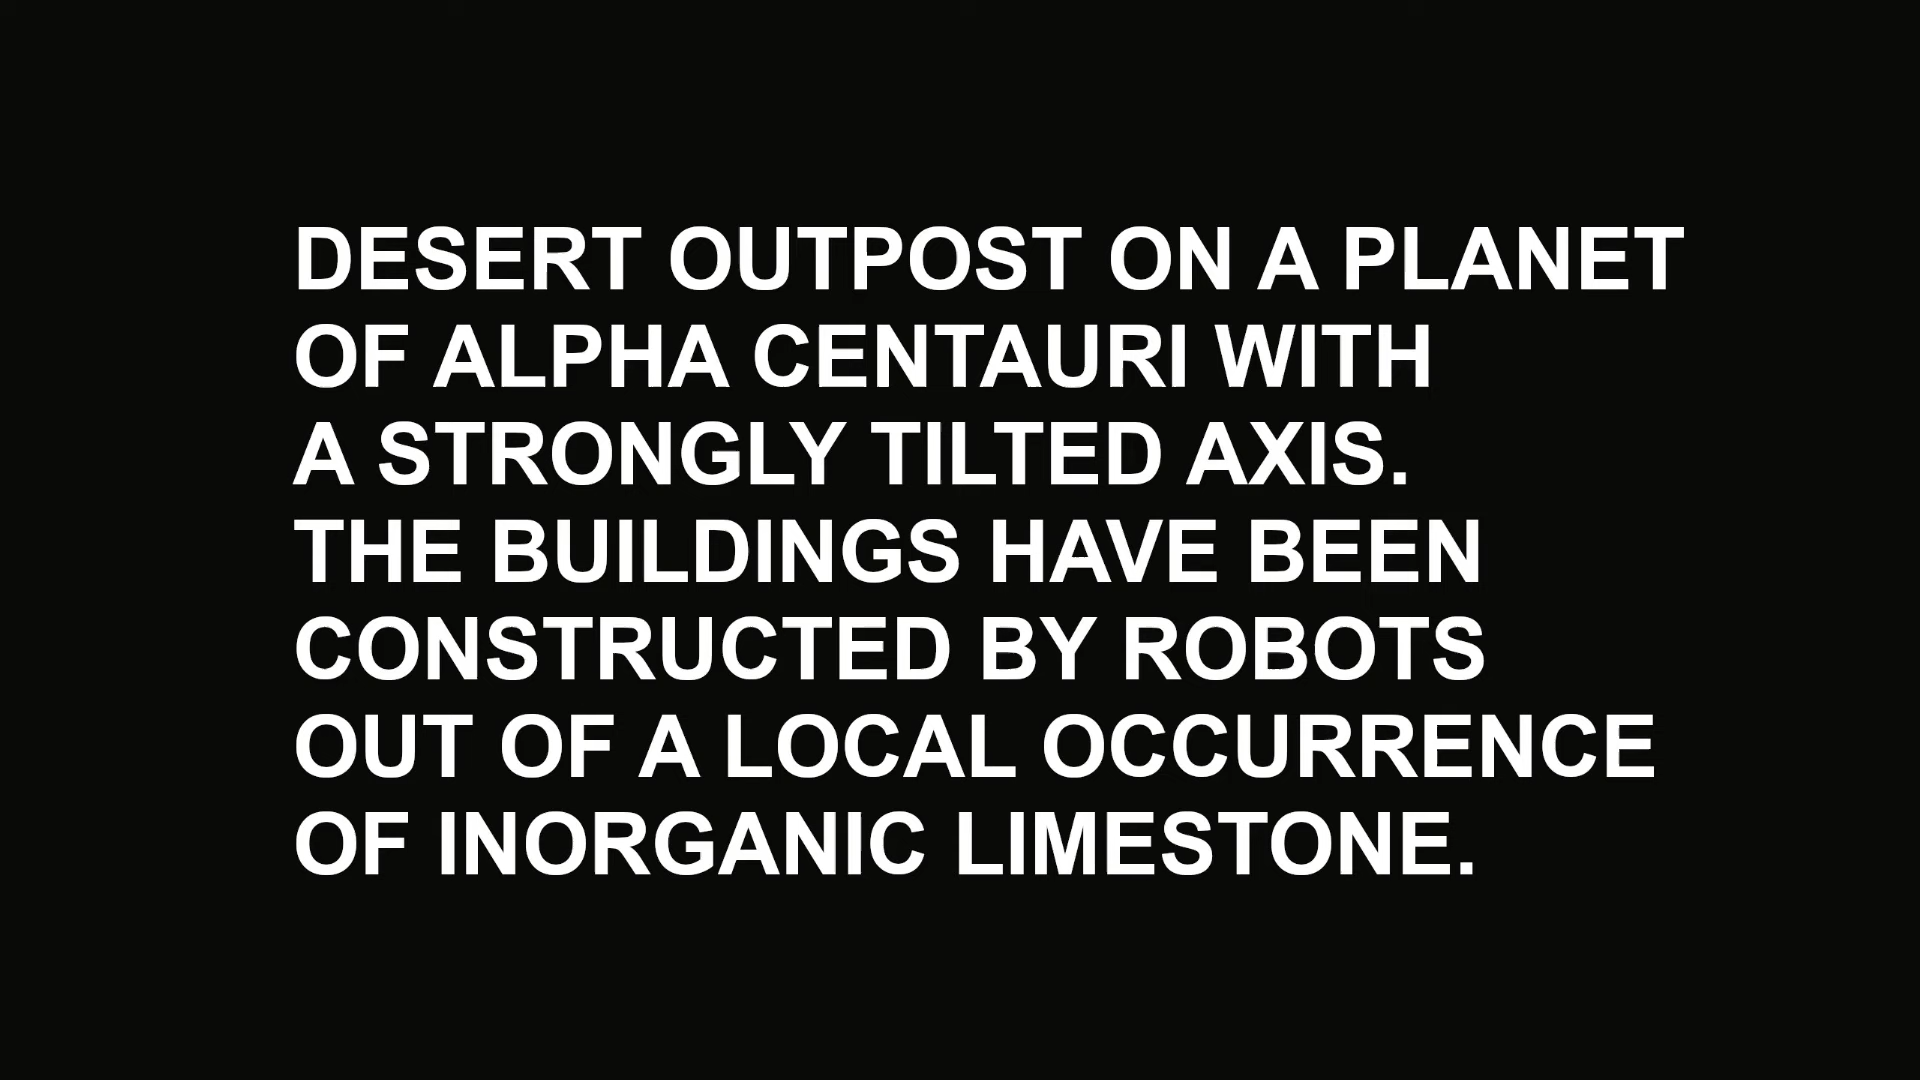 DESERT OUTPOST ON A PLANET
OF ALPHA CENTAURI WITH
A STRONGLY TILTED AXIS.
THE BUILDINGS HAVE BEEN
CONSTRUCTED BY ROBOTS
OUT OF A LOCAL OCCURRENCE
OF INORGANIC LIMESTONE.